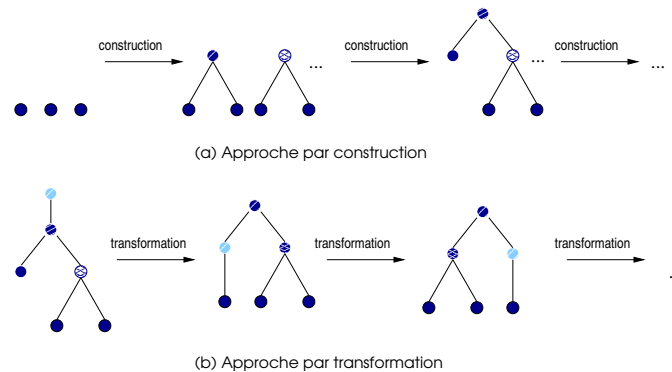 construction
construction
construction
...
...
...
...
(a) Approche par construction
transformation
transformation
transformation
.
(b) Approche par transformation